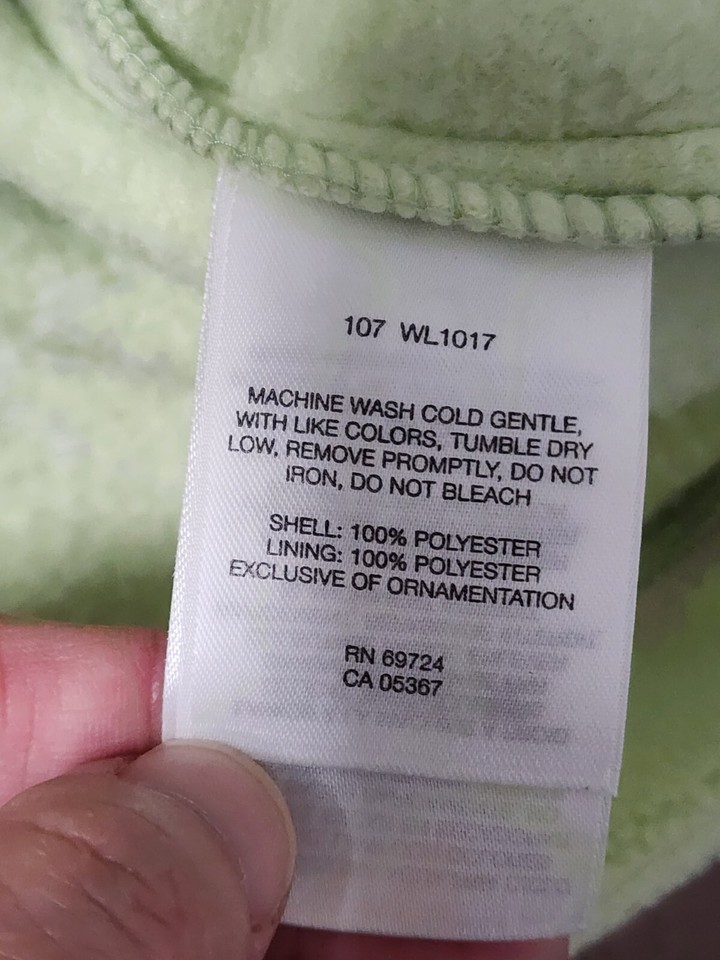 107 WL1017
MACHINE WASH COLD GENTLE,
WITH LIKE COLORS, TUMBLE DRY
LOW, REMOVE PROMPTLY, DO NOT
IRON, DO NOT BLEACH
SHELL: 100% POLYESTER
LINING: 100% POLYESTER
EXCLUSIVE OF ORNAMENTATION
RN 69724
CA 05367